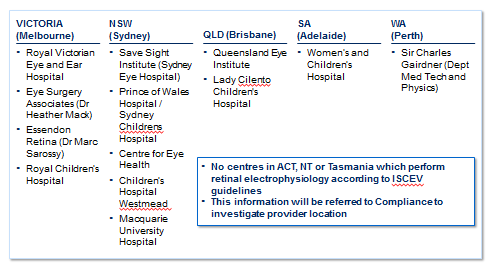 VICTORIA
(Melbourne)
• Royal Victorian
Eye and Ear
Hospital
• Eye Surgery
Associates (Dr
Heather Mack)
• Essendon
Retina (Dr Marc
Sarossy)
• Royal Children's
Hospital
NSW
(Sydney)
• Save Sight
Institute (Sydney
Eye Hospital)
• Prince of Wales
Hospital /
Sydney
Childrens
Hospital
• Centre for Eye
Health
• Children's
Hospital
Westmead
• Macquarie
University
Hospital
QLD (Brisbane)
• Queensland Eye
Institute
• Lady Cilento
Children's
Hospital
SA
(Adelaide)
• Women's and
Children's
Hospital
WA
(Perth)
• Sir Charles
Gairdner (Dept
Med Tech and
Physics)
• No centres in ACT, NT or Tasmania which perform
retinal electrophysiology according to ISCEV
guidelines
• This information will be referred to Compliance to
investigate provider location